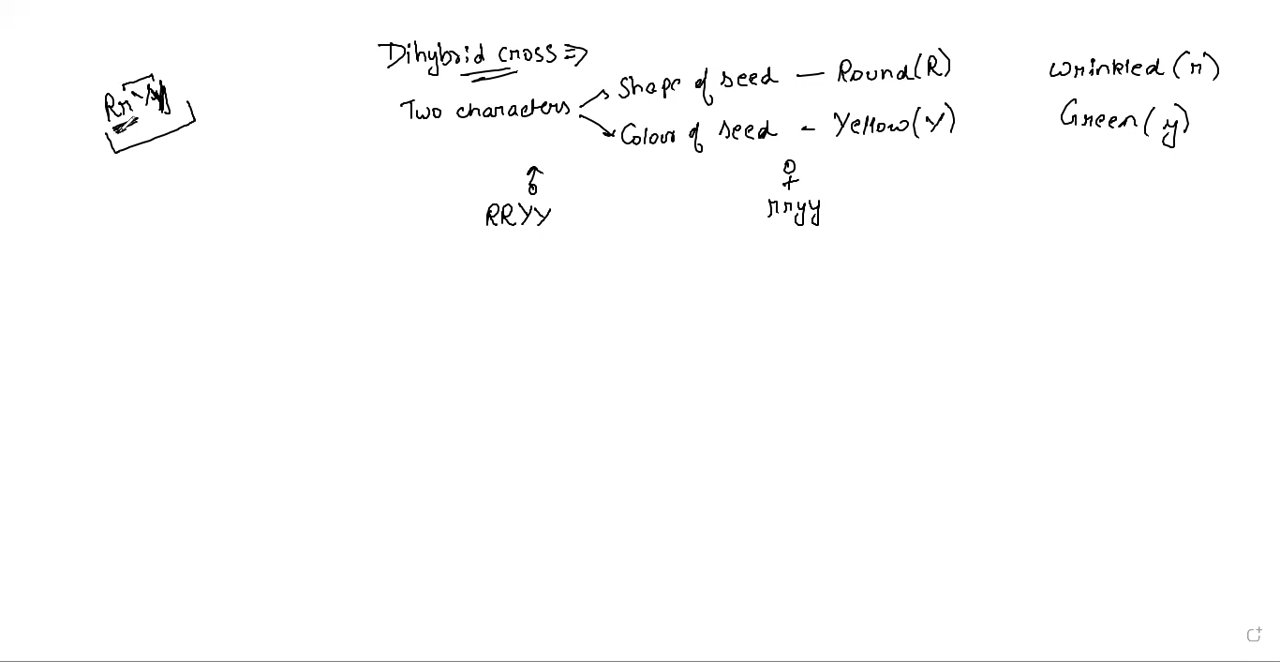 Dihybrid cross ⇒
Shape of seed — Round(R) Wrinkled (r)
Rr Yy
Two characters
Colour of seed - Yellow(Y) Green(y)
♂ ♀
RRYY rryy